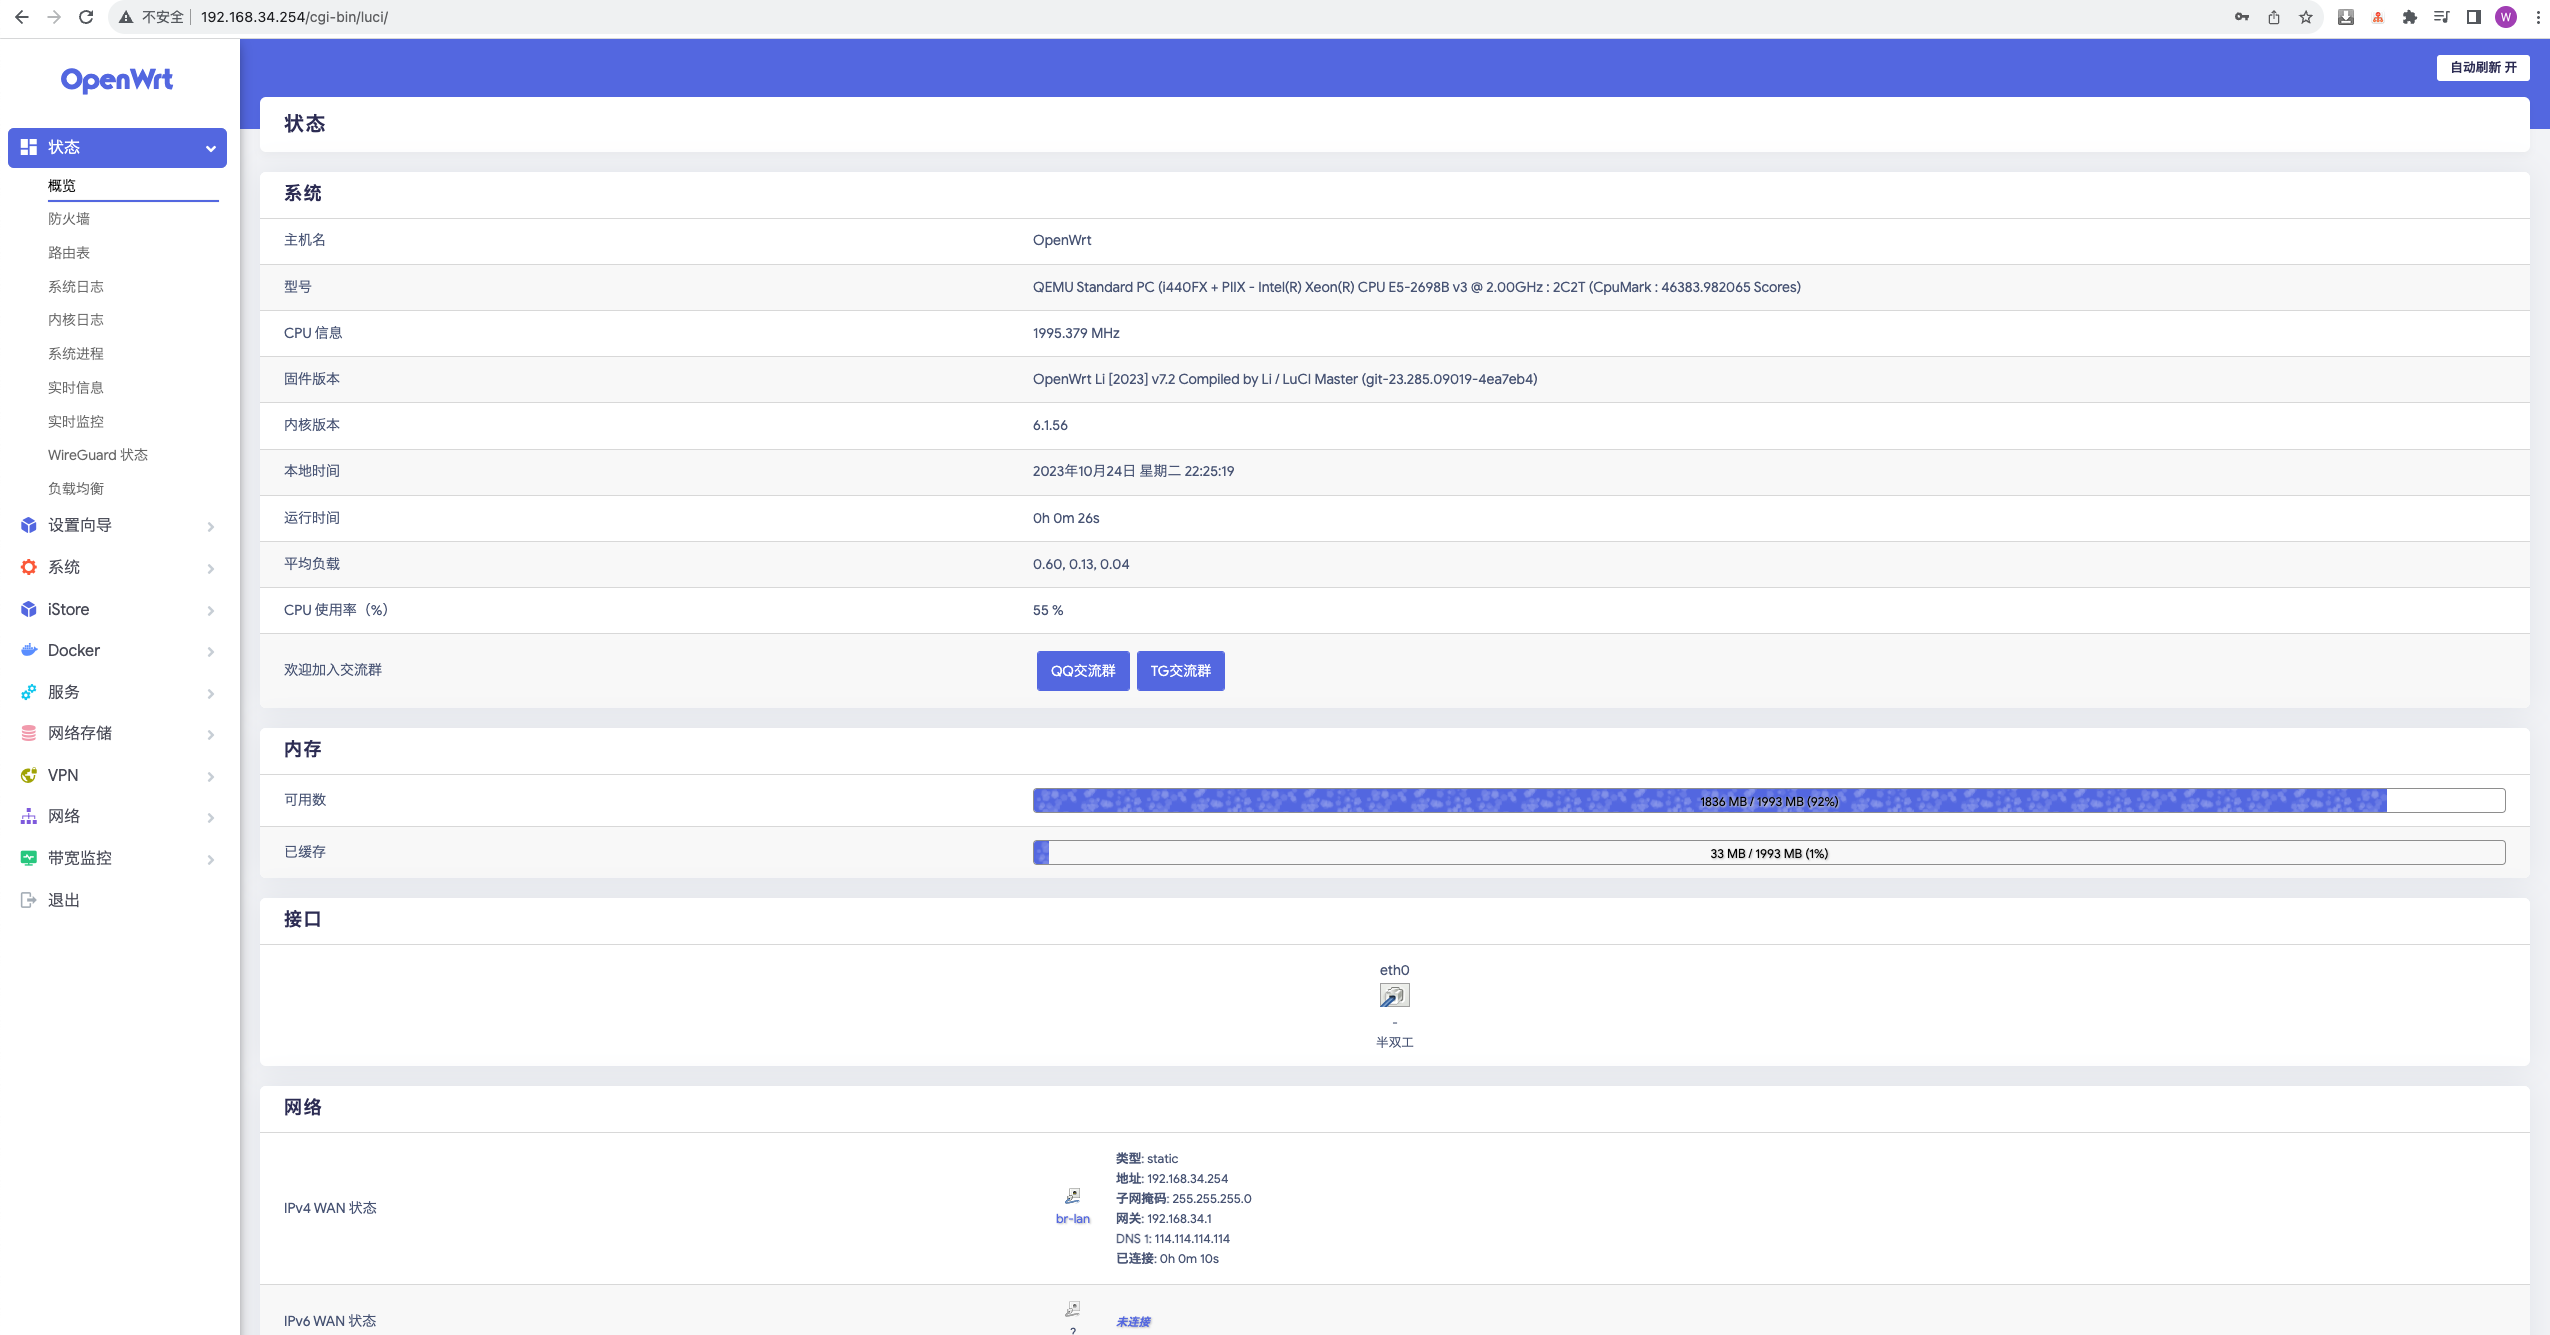 不安全 192.168.34.254/cgi-bin/luci/
W
OpenWrt
自动刷新 开
状态
概览
防火墙
路由表
系统日志
内核日志
系统进程
实时信息
实时监控
WireGuard 状态
负载均衡
设置向导
系统
iStore
Docker
服务
网络存储
VPN
网络
带宽监控
退出
状态
系统
主机名 OpenWrt
型号 QEMU Standard PC (i440FX + PIIX - Intel(R) Xeon(R) CPU E5-2698B v3 @ 2.00GHz : 2C2T (CpuMark : 46383.982065 Scores)
CPU 信息 1995.379 MHz
固件版本 OpenWrt Li [2023] v7.2 Compiled by Li / LuCI Master (git-23.285.09019-4ea7eb4)
内核版本 6.1.56
本地时间 2023年10月24日 星期二 22:25:19
运行时间 0h 0m 26s
平均负载 0.60, 0.13, 0.04
CPU 使用率（%） 55 %
欢迎加入交流群 QQ交流群 TG交流群
内存
可用数 1836 MB / 1993 MB (92%)
已缓存 33 MB / 1993 MB (1%)
接口
eth0
-
半双工
网络
IPv4 WAN 状态
br-lan
类型: static
地址: 192.168.34.254
子网掩码: 255.255.255.0
网关: 192.168.34.1
DNS 1: 114.114.114.114
已连接: 0h 0m 10s
IPv6 WAN 状态
?
未连接